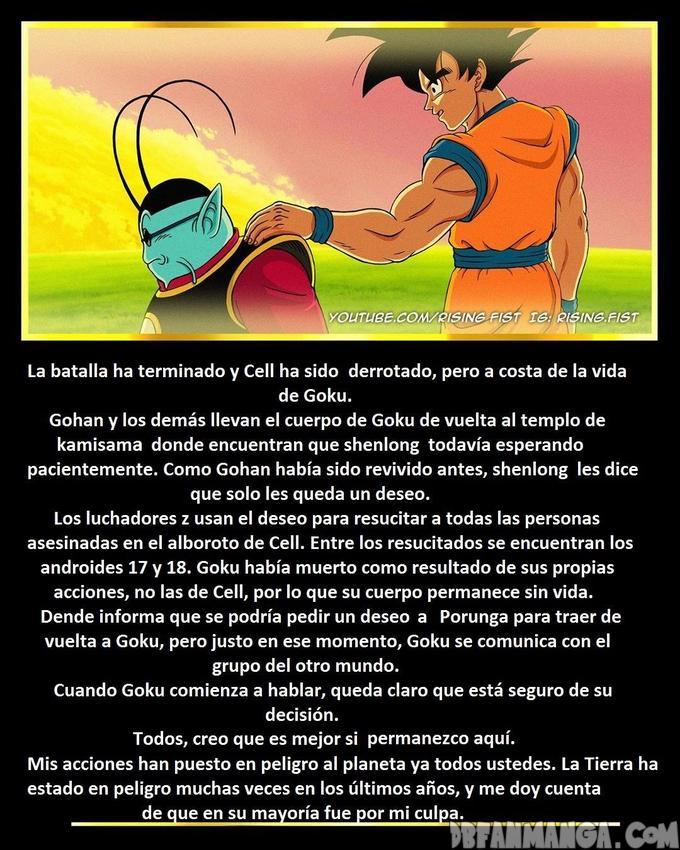 YOUTUBE.COM/RISING FIST IG: RISING.FIST
La batalla ha terminado y Cell ha sido derrotado, pero a costa de la vida
de Goku.
Gohan y los demás llevan el cuerpo de Goku de vuelta al templo de
kamisama donde encuentran que shenlong todavía esperando
pacientemente. Como Gohan había sido revivido antes, shenlong les dice
que solo les queda un deseo.
Los luchadores z usan el deseo para resucitar a todas las personas
asesinadas en el alboroto de Cell. Entre los resucitados se encuentran los
androides 17 y 18. Goku había muerto como resultado de sus propias
acciones, no las de Cell, por lo que su cuerpo permanece sin vida.
Dende informa que se podría pedir un deseo a Porunga para traer de
vuelta a Goku, pero justo en ese momento, Goku se comunica con el
grupo del otro mundo.
Cuando Goku comienza a hablar, queda claro que está seguro de su
decisión.
Todos, creo que es mejor si permanezco aquí.
Mis acciones han puesto en peligro al planeta ya todos ustedes. La Tierra ha
estado en peligro muchas veces en los últimos años, y me doy cuenta
de que en su mayoría fue por mi culpa.
DBFANMANGA.COM